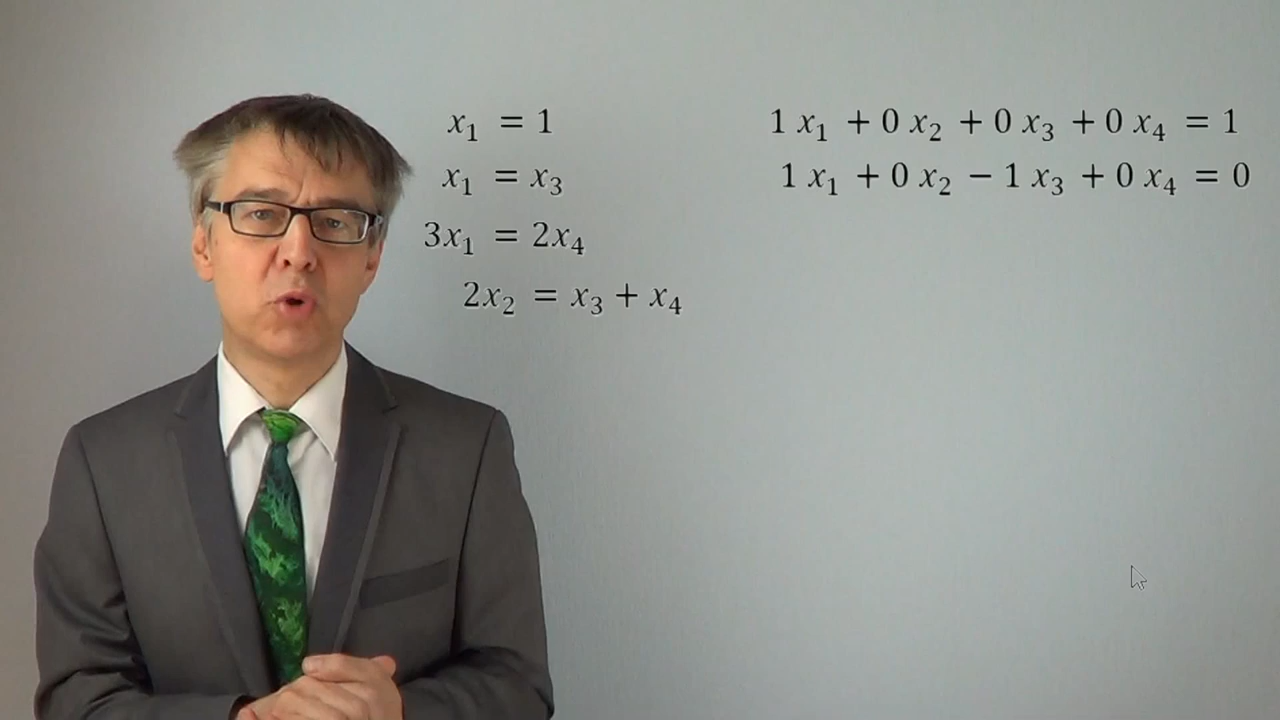 x₁ = 1
x₁ = x₃
3x₁ = 2x₄
2x₂ = x₃ + x₄
1 x₁ + 0 x₂ + 0 x₃ + 0 x₄ = 1
1 x₁ + 0 x₂ − 1 x₃ + 0 x₄ = 0